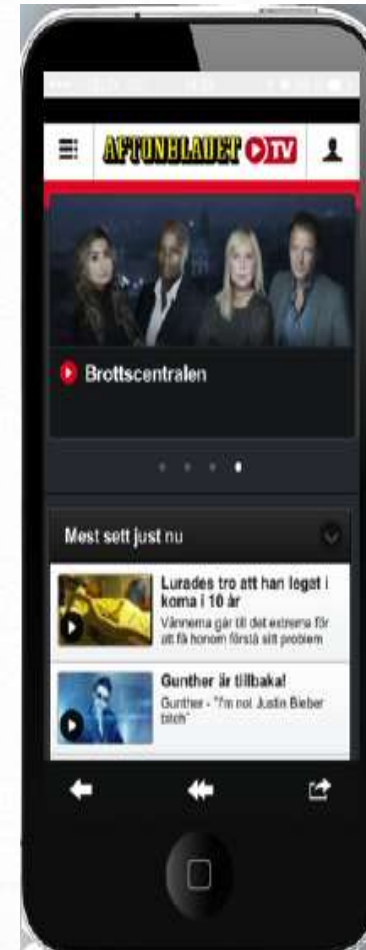 AFTONBLADET TV
Brottscentralen
Mest sett just nu
Lurades tro att han legat i
koma i 10 år
Vännerna går till det extrema för
att få honom förstå sitt problem
Gunther är tillbaka!
Gunther - "I'm not Justin Bieber
bitch"